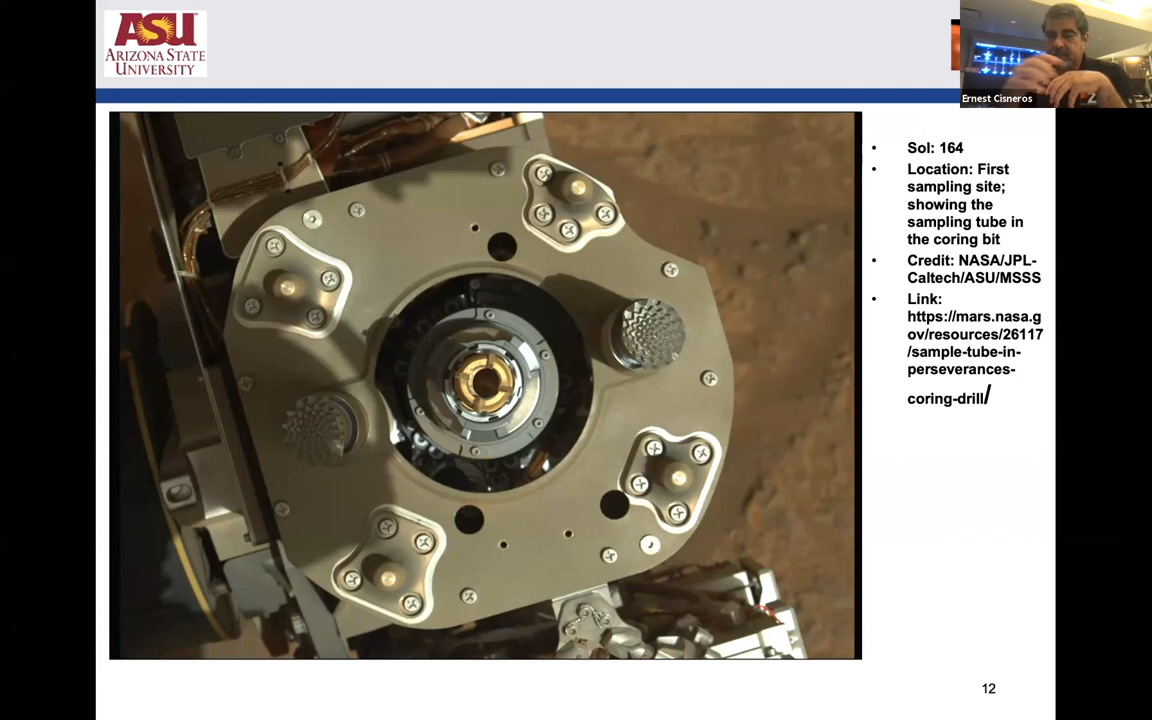 ASU
ARIZONA STATE
UNIVERSITY
Ernest Cisneros
• Sol: 164
• Location: First
sampling site;
showing the
sampling tube in
the coring bit
• Credit: NASA/JPL-
Caltech/ASU/MSSS
• Link:
https://mars.nasa.g
ov/resources/26117
/sample-tube-in-
perseverances-
coring-drill/
12